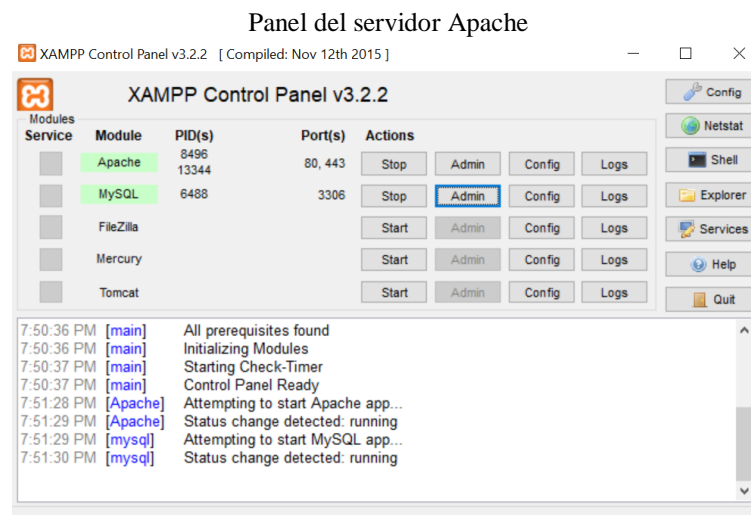 Panel del servidor Apache
XAMPP Control Panel v3.2.2 [ Compiled: Nov 12th 2015 ]
XAMPP Control Panel v3.2.2
Config
Modules
Service Module PID(s) Port(s) Actions
Netstat
Apache 8496 13344 80, 443 Stop Admin Config Logs
Shell
MySQL 6488 3306 Stop Admin Config Logs
Explorer
FileZilla Start Admin Config Logs
Services
Mercury Start Admin Config Logs
Help
Tomcat Start Admin Config Logs
Quit
7:50:36 PM [main] All prerequisites found
7:50:36 PM [main] Initializing Modules
7:50:37 PM [main] Starting Check-Timer
7:50:37 PM [main] Control Panel Ready
7:51:28 PM [Apache] Attempting to start Apache app...
7:51:29 PM [Apache] Status change detected: running
7:51:29 PM [mysql] Attempting to start MySQL app...
7:51:30 PM [mysql] Status change detected: running